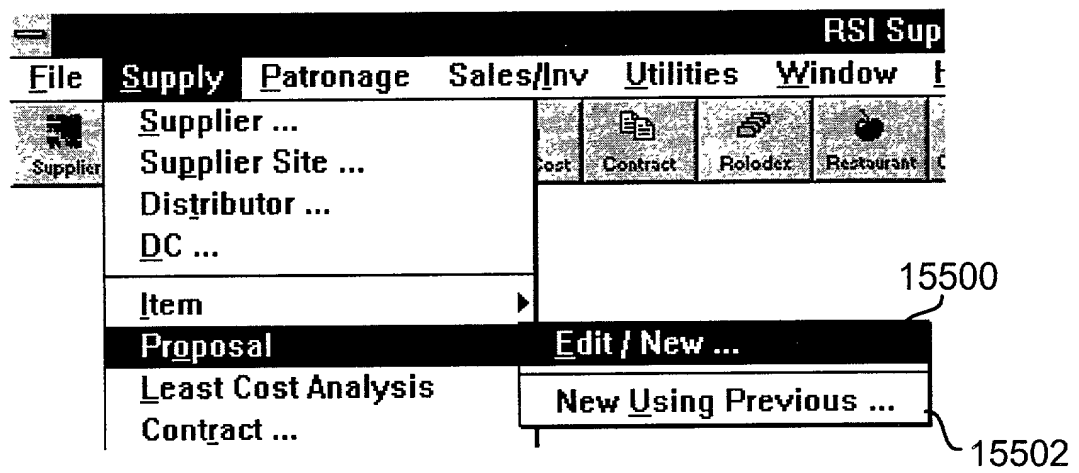 RSI Sup
File Supply Patronage Sales/Inv Utilities Window H
Supplier Cost Contract Rolodex Restaurant
Supplier ...
Supplier Site ...
Distributor ...
DC ...
15500
Item
Proposal Edit / New ...
Least Cost Analysis
New Using Previous ...
Contract ...
15502